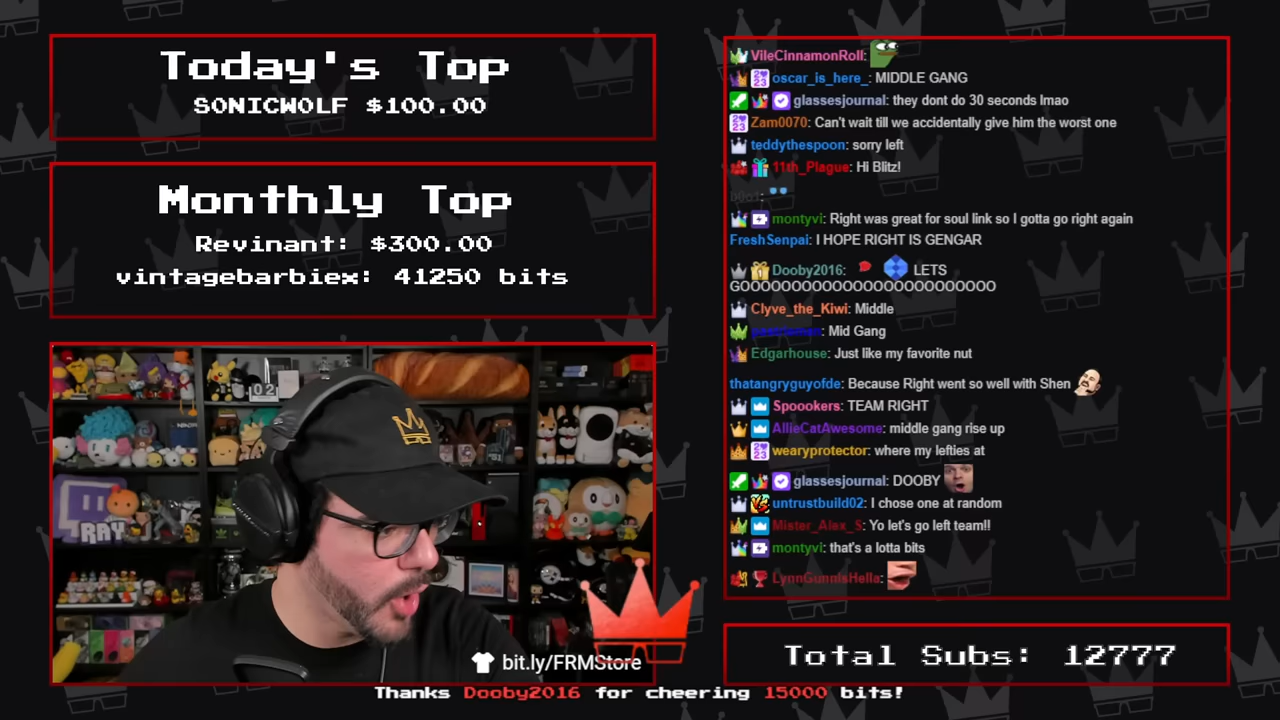 Today's Top
SONICWOLF $100.00
Monthly Top
Revinant: $300.00
vintagebarbiex: 41250 bits
VileCinnamonRoll:
oscar_is_here_: MIDDLE GANG
glassesjournal: they dont do 30 seconds lmao
Zam0070: Can't wait till we accidentally give him the worst one
teddythespoon: sorry left
11th_Plague: Hi Blitz!
montyvi: Right was great for soul link so I gotta go right again
FreshSenpai: I HOPE RIGHT IS GENGAR
Dooby2016: LETS
GOOOOOOOOOOOOOOOOOOOOOOOOO
Clyve_the_Kiwi: Middle
: Mid Gang
Edgarhouse: Just like my favorite nut
thatangryguyofde: Because Right went so well with Shen
Spoookers: TEAM RIGHT
AllieCatAwesome: middle gang rise up
wearyprotector: where my lefties at
glassesjournal: DOOBY
untrustbuild02: I chose one at random
Mister_Alex_S: Yo let's go left team!!
montyvi: that's a lotta bits
LynnGunnIsHella:
RAY
02
bit.ly/FRMStore
Total Subs: 12777
Thanks Dooby2016 for cheering 15000 bits!